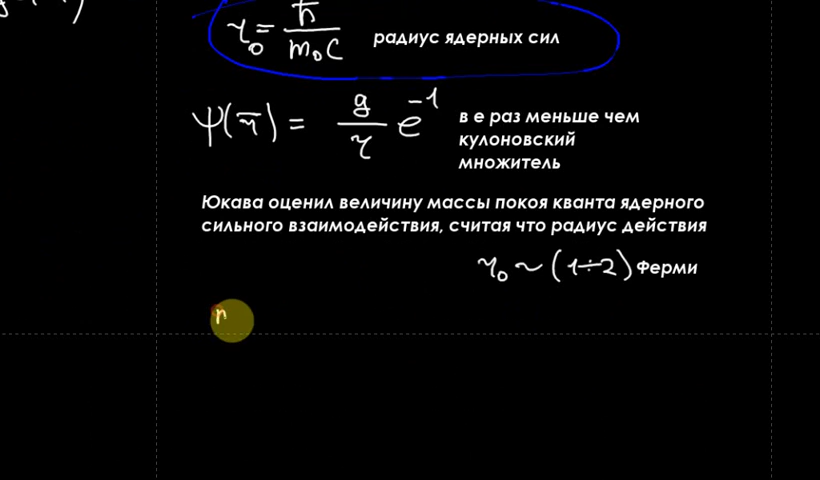 r₀ = ħ / m₀c радиус ядерных сил
ψ(r̄) = g / r e⁻¹ в е раз меньше чем
кулоновский
множитель
Юкава оценил величину массы покоя кванта ядерного
сильного взаимодействия, считая что радиус действия
r₀ ~ (1÷2) Ферми